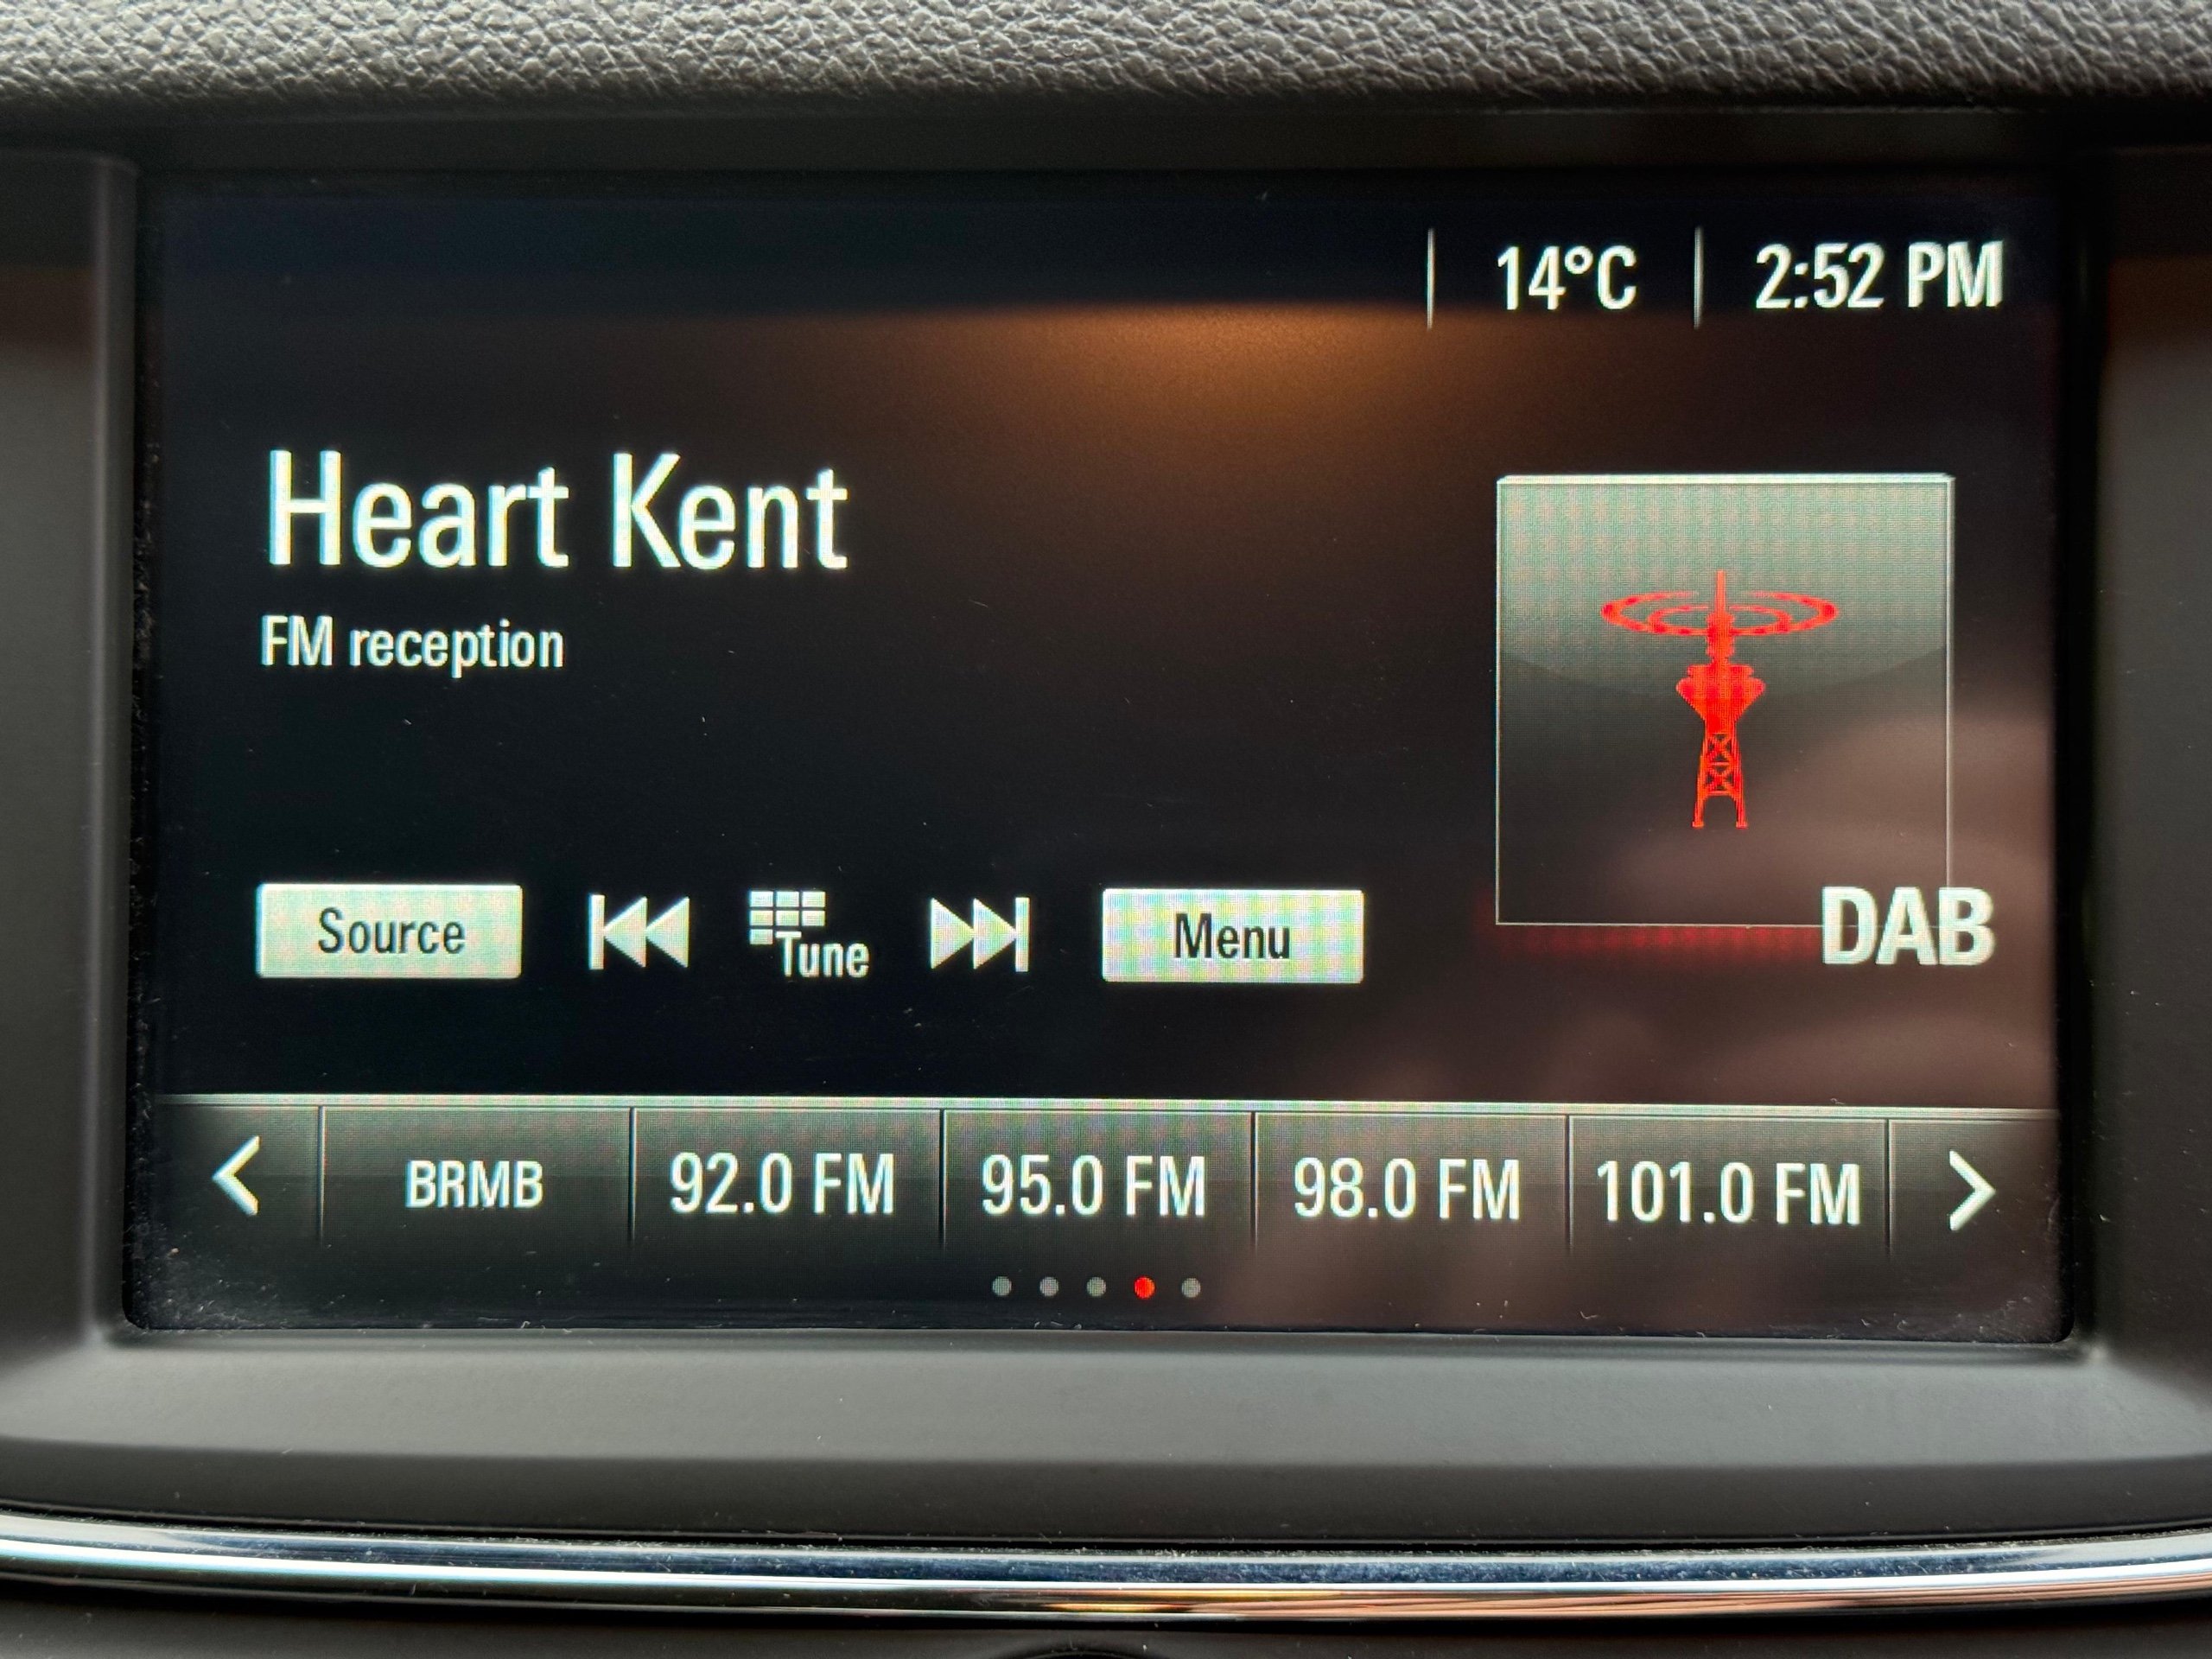 14°C 2:52 PM
Heart Kent
FM reception
Source Tune Menu
DAB
BRMB 92.0 FM 95.0 FM 98.0 FM 101.0 FM